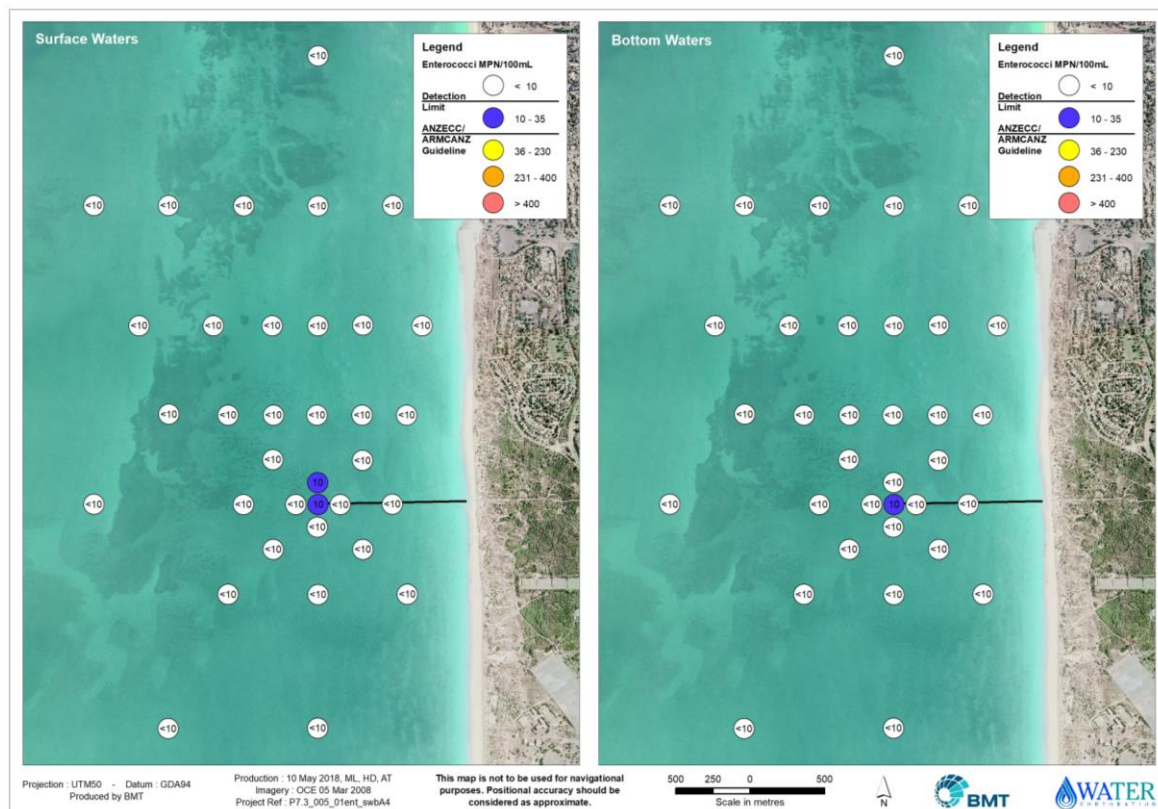 Surface Waters
Legend
Enterococci MPN/100mL
< 10
Detection
Limit
10 - 35
ANZECC/
ARMCANZ
Guideline
36 - 230
231 - 400
> 400
<10
<10 <10 <10 <10 <10
<10 <10 <10 <10 <10 <10
<10 <10 <10 <10 <10 <10
<10 <10
10
<10 <10 <10 10 <10 <10
<10
<10 <10
<10 <10 <10
<10 <10
Bottom Waters
Legend
Enterococci MPN/100mL
< 10
Detection
Limit
10 - 35
ANZECC/
ARMCANZ
Guideline
36 - 230
231 - 400
> 400
<10
<10 <10 <10 <10 <10
<10 <10 <10 <10 <10 <10
<10 <10 <10 <10 <10 <10
<10 <10
<10
<10 <10 <10 10 <10 <10
<10
<10 <10
<10 <10 <10
<10 <10
Projection : UTM50 - Datum : GDA94
Produced by BMT
Production : 10 May 2018, ML, HD, AT
Imagery : OCE 05 Mar 2008
Project Ref : P7.3_005_01ent_swbA4
This map is not to be used for navigational
purposes. Positional accuracy should be
considered as approximate.
500 250 0 500
Scale in metres
N
BMT
WATER
CORPORATION